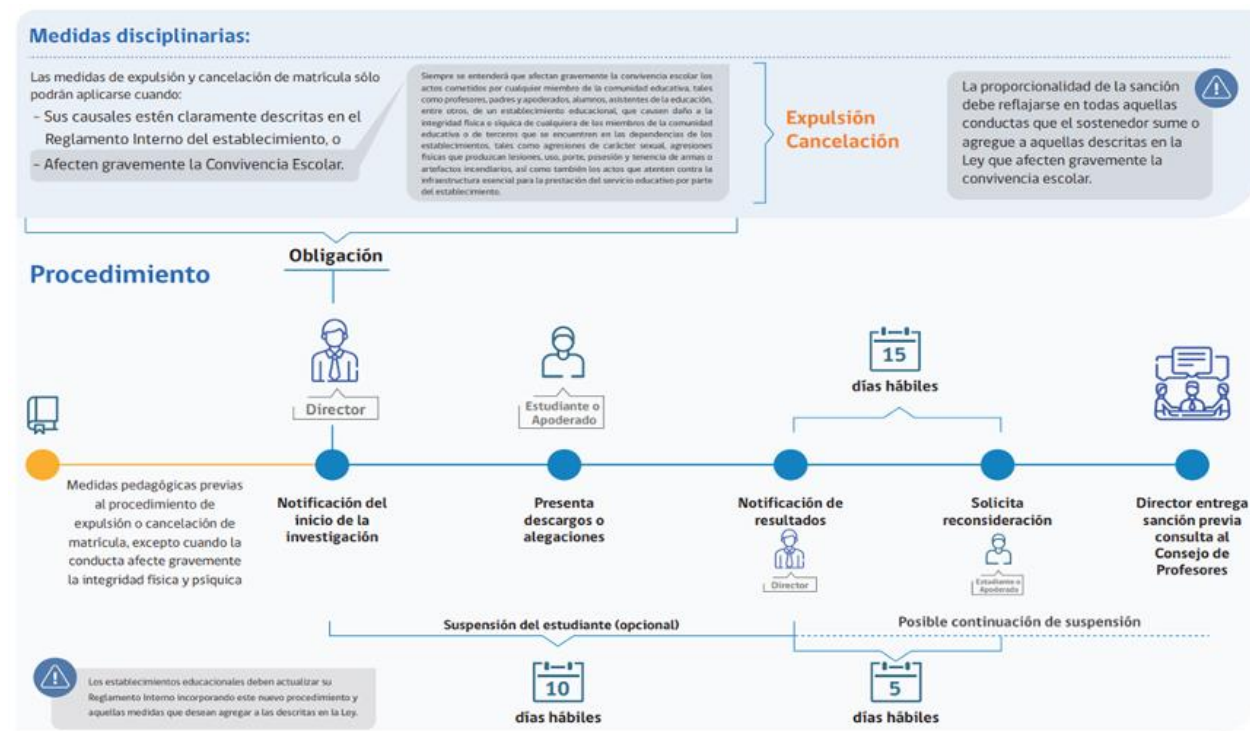 Medidas disciplinarias:
Las medidas de expulsión y cancelación de matrícula sólo
podrán aplicarse cuando:
- Sus causales estén claramente descritas en el
Reglamento Interno del establecimiento, o
- Afecten gravemente la Convivencia Escolar.
Siempre se entenderá que afectan gravemente la convivencia escolar los
actos cometidos por cualquier miembro de la comunidad educativa, tales
como profesores, padres y apoderados, alumnos, asistentes de la educación,
entre otros, de un establecimiento educacional, que causen daño a la
integridad física o síquica de cualquiera de los miembros de la comunidad
educativa o de terceros que se encuentren en las dependencias de los
establecimientos, tales como agresiones de carácter sexual, agresiones
físicas que produzcan lesiones, uso, porte, posesión y tenencia de armas o
artefactos incendiarios, así como también los actos que atenten contra la
infraestructura esencial para la prestación del servicio educativo por parte
del establecimiento.
Expulsión
Cancelación
La proporcionalidad de la sanción
debe reflajarse en todas aquellas
conductas que el sostenedor sume o
agregue a aquellas descritas en la
Ley que afecten gravemente la
convivencia escolar.
Procedimiento
Obligación
Director
Estudiante o
Apoderado
15
días hábiles
Medidas pedagógicas previas
al procedimiento de
expulsión o cancelación de
matrícula, excepto cuando la
conducta afecte gravemente
la integridad física y psíquica
Notificación del
inicio de la
investigación
Presenta
descargos o
alegaciones
Notificación de
resultados
Director
Solicita
reconsideración
Estudiante o
Apoderado
Director entrega
sanción previa
consulta al
Consejo de
Profesores
Suspensión del estudiante (opcional)
Posible continuación de suspensión
10
días hábiles
5
días hábiles
Los establecimientos educacionales deben actualizar su
Reglamento Interno incorporando este nuevo procedimiento y
aquellas medidas que desean agregar a las descritas en la Ley.